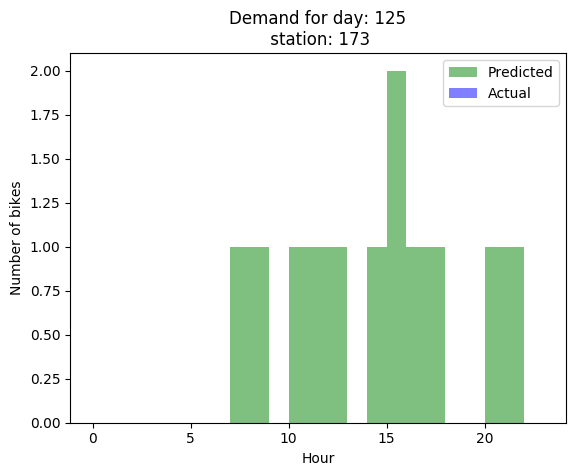 Demand for day: 125
station: 173
Predicted
Actual
Number of bikes
2.00
1.75
1.50
1.25
1.00
0.75
0.50
0.25
0.00
0 5 10 15 20
Hour